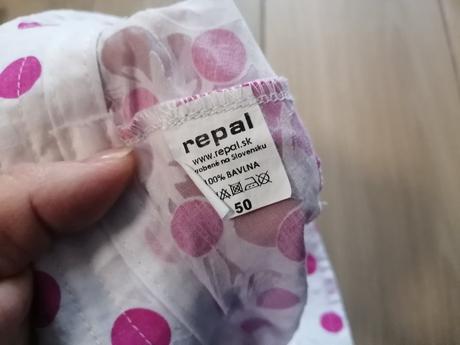 repal
www.repal.sk
vyrobené na Slovensku
100% BAVLNA
50